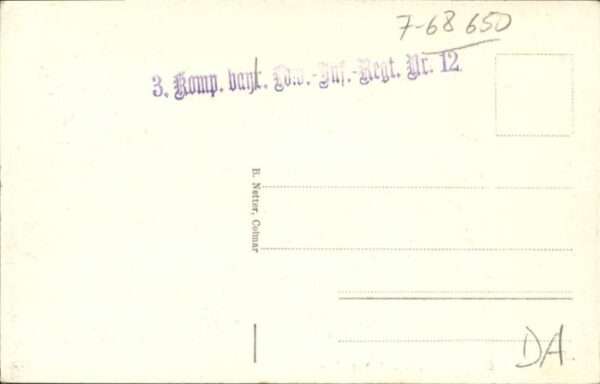 7-68 650
3. Komp. bayr. Ldw.-Inf.-Regt. Nr. 12
B. Netter, Colmar
DA.